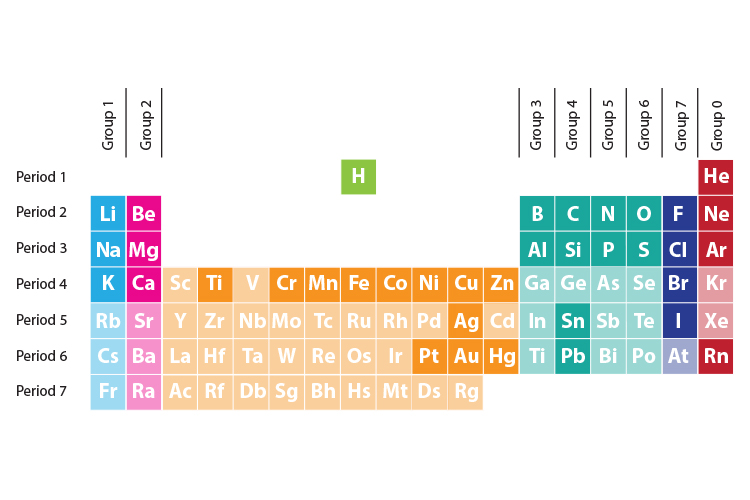 Group 1 Group 2 Group 3 Group 4 Group 5 Group 6 Group 7 Group 0
Period 1 H He
Period 2 Li Be B C N O F Ne
Period 3 Na Mg Al Si P S Cl Ar
Period 4 K Ca Sc Ti V Cr Mn Fe Co Ni Cu Zn Ga Ge As Se Br Kr
Period 5 Rb Sr Y Zr Nb Mo Tc Ru Rh Pd Ag Cd In Sn Sb Te I Xe
Period 6 Cs Ba La Hf Ta W Re Os Ir Pt Au Hg Ti Pb Bi Po At Rn
Period 7 Fr Ra Ac Rf Db Sg Bh Hs Mt Ds Rg